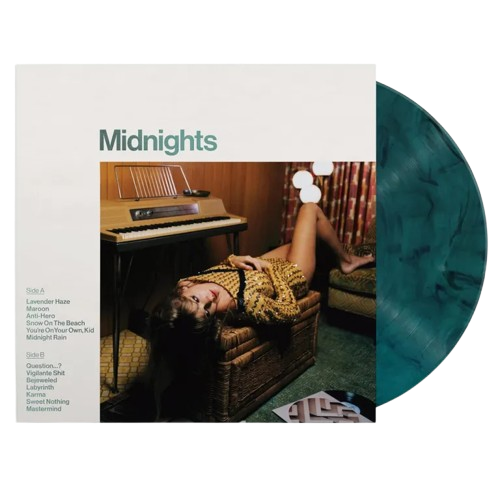 Midnights
Side A
Lavender Haze
Maroon
Anti-Hero
Snow On The Beach
You're On Your Own, Kid
Midnight Rain
Side B
Question...?
Vigilante Shit
Bejeweled
Labyrinth
Karma
Sweet Nothing
Mastermind